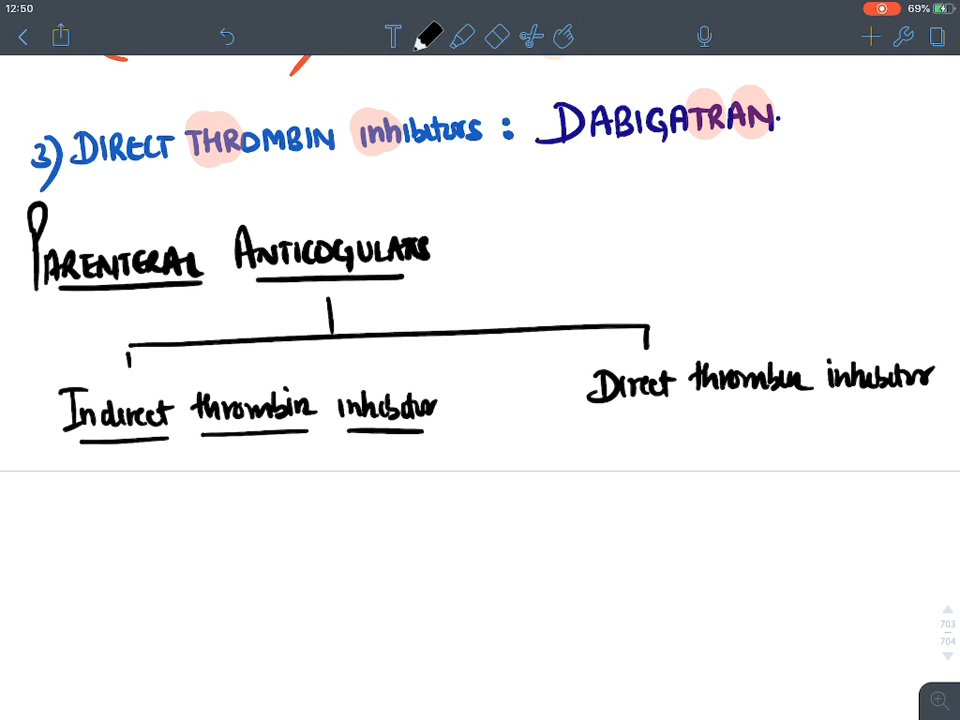 12:50
69%
T
3) DIRECT THROMBIN inhibitors : DABIGATRAN.
PARENTERAL ANTICOGULATS
Indirect thrombin inhibitor
Direct thrombin inhibitor
703
704